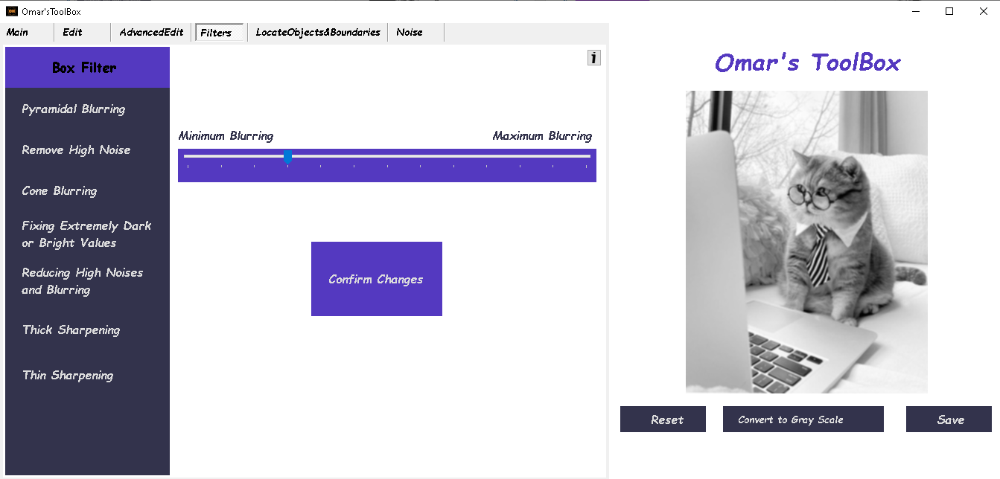 Omar'sToolBox
Main
Edit
AdvancedEdit
Filters
LocateObjects&Boundaries
Noise
Box Filter
Pyramidal Blurring
Remove High Noise
Cone Blurring
Fixing Extremely Dark
or Bright Values
Reducing High Noises
and Blurring
Thick Sharpening
Thin Sharpening
i
Minimum Blurring
Maximum Blurring
Confirm Changes
Omar's ToolBox
Reset
Convert to Gray Scale
Save